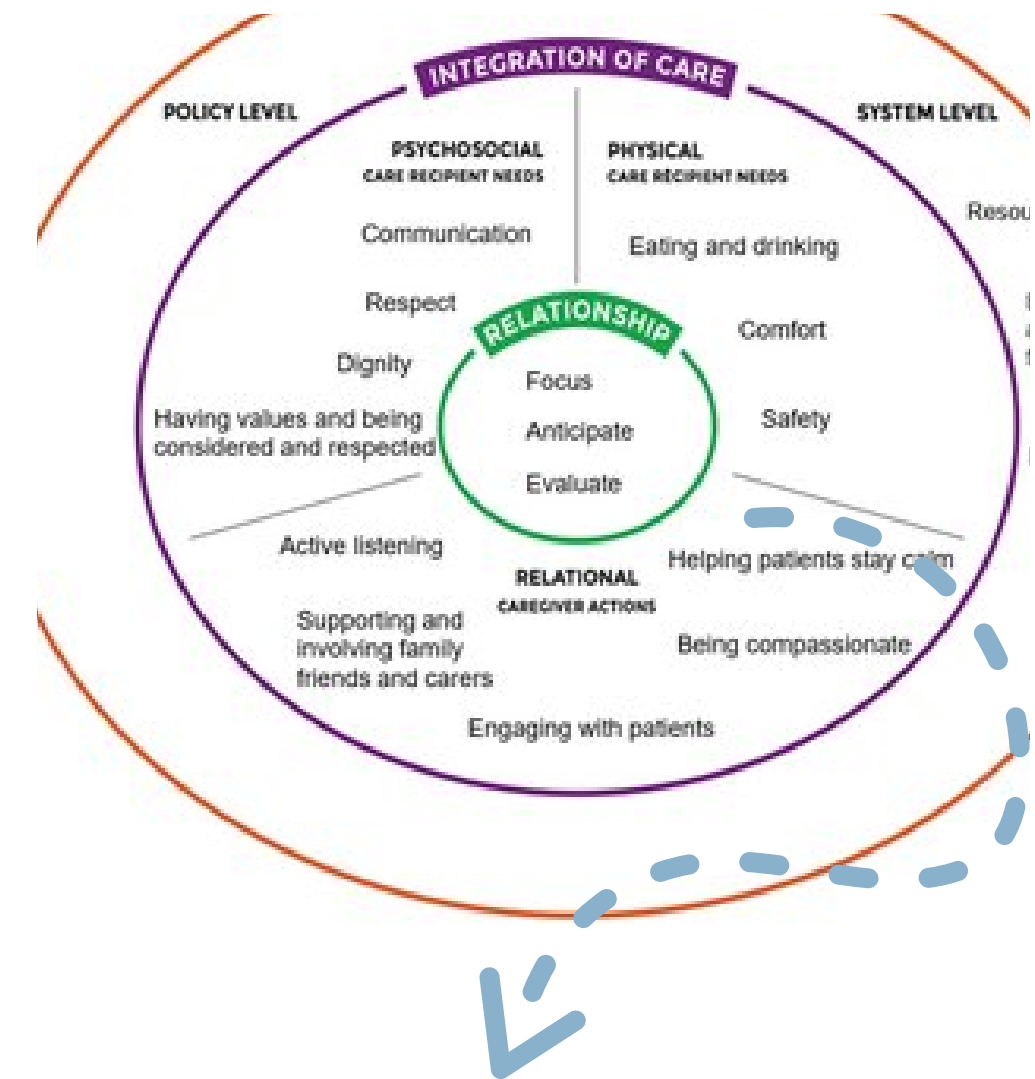 INTEGRATION OF CARE
POLICY LEVEL
SYSTEM LEVEL
PSYCHOSOCIAL
CARE RECIPIENT NEEDS
PHYSICAL
CARE RECIPIENT NEEDS
Communication
Eating and drinking
Respect
Comfort
Dignity
Safety
Having values and being
considered and respected
RELATIONSHIP
Focus
Anticipate
Evaluate
Active listening
Helping patients stay calm
RELATIONAL
CAREGIVER ACTIONS
Supporting and
involving family
friends and carers
Being compassionate
Engaging with patients